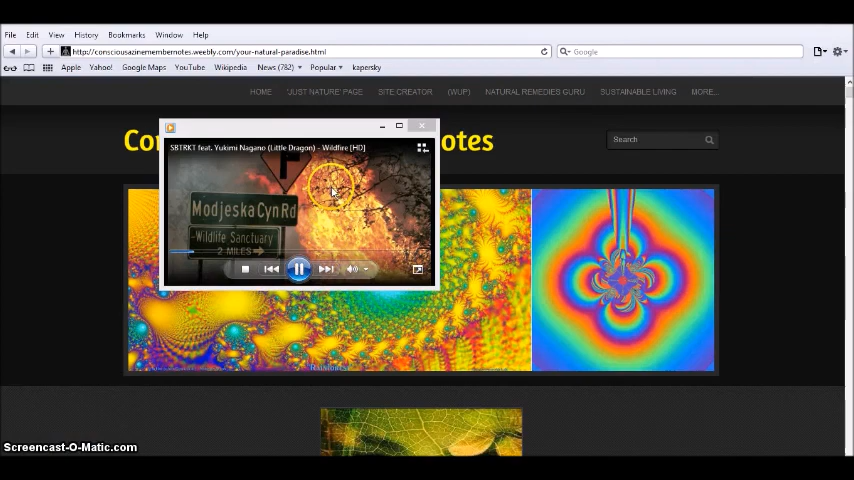 File Edit View History Bookmarks Window Help
http://consciousazinemembernotes.weebly.com/your-natural-paradise.html
Google
Apple Yahoo! Google Maps YouTube Wikipedia News (782) Popular kapersky
HOME 'JUST NATURE' PAGE SITE CREATOR (WUP) NATURAL REMEDIES GURU SUSTAINABLE LIVING MORE...
Co notes
Search
SBTRKT feat. Yukimi Nagano (Little Dragon) - Wildfire [HD]
Modjeska Cyn Rd
Wildlife Sanctuary
2 MILES
Screencast-O-Matic.com